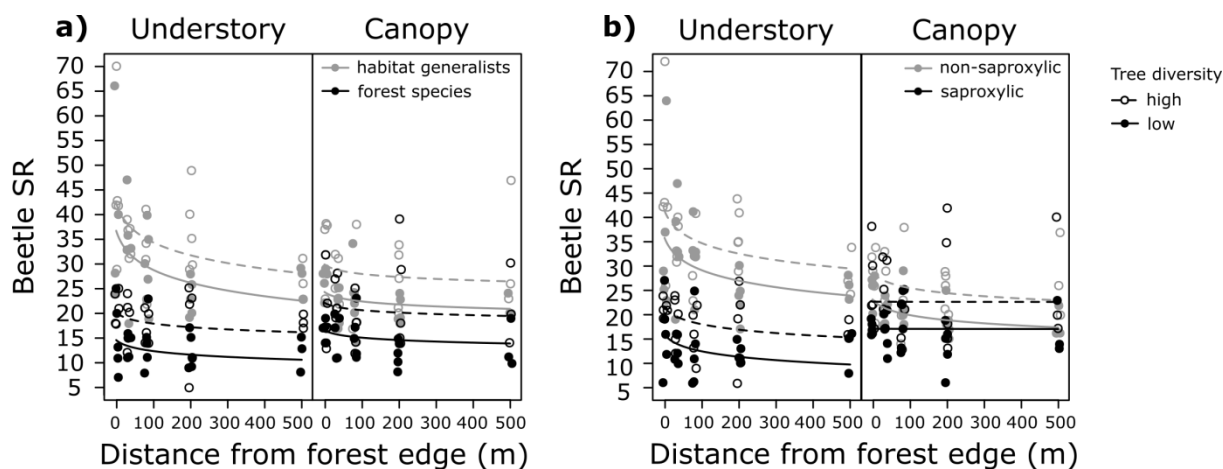 a) Understory Canopy
habitat generalists
forest species
Beetle SR
70
65
60
55
50
45
40
35
30
25
20
15
10
5
0 100 200 300 400 500 0 100 200 300 400 500
Distance from forest edge (m)
b) Understory Canopy
non-saproxylic
saproxylic
Beetle SR
70
65
60
55
50
45
40
35
30
25
20
15
10
5
0 100 200 300 400 500 0 100 200 300 400 500
Distance from forest edge (m)
Tree diversity
high
low